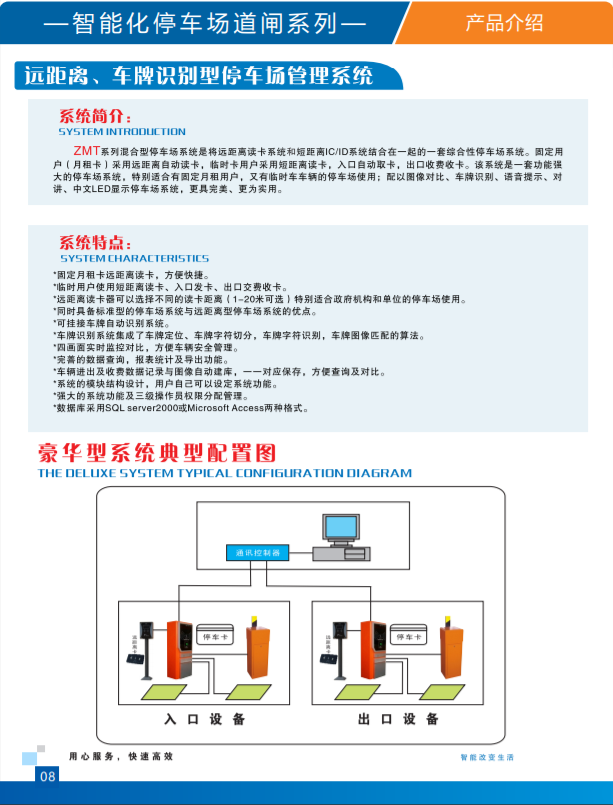 —智能化停车场道闸系列—
产品介绍
远距离、车牌识别型停车场管理系统
系统简介：
SYSTEM INTRODUCTION
ZMT系列混合型停车场系统是将远距离读卡系统和短距离IC/ID系统结合在一起的一套综合性停车场系统。固定用
户（月租卡）采用远距离自动读卡，临时卡用户采用短距离读卡，入口自动取卡，出口收费收卡。该系统是一套功能强
大的停车场系统，特别适合有固定月租用户，又有临时车车辆的停车场使用；配以图像对比、车牌识别、语音提示、对
讲、中文LED显示停车场系统，更具完美、更为实用。
系统特点：
SYSTEM CHARACTERISTICS
*固定月租卡远距离读卡，方便快捷。
*临时用户使用短距离读卡、入口发卡、出口交费收卡。
*远距离读卡器可以选择不同的读卡距离（1-20米可选）特别适合政府机构和单位的停车场使用。
*同时具备标准型的停车场系统与远距离型停车场系统的优点。
*可挂接车牌自动识别系统。
*车牌识别系统集成了车牌定位、车牌字符切分，车牌字符识别，车牌图像匹配的算法。
*四画面实时监控对比，方便车辆安全管理。
*完善的数据查询，报表统计及导出功能。
*车辆进出及收费数据记录与图像自动建库，一一对应保存，方便查询及对比。
*系统的模块结构设计，用户自己可以设定系统功能。
*强大的系统功能及三级操作员权限分配管理。
*数据库采用SQL server2000或Microsoft Access两种格式。
豪华型系统典型配置图
THE DELUXE SYSTEM TYPICAL CONFIGURATION DIAGRAM
通讯控制器
远距离卡
停车卡
远距离卡
停车卡
入口设备
出口设备
用心服务，快速高效
智能改变生活
08